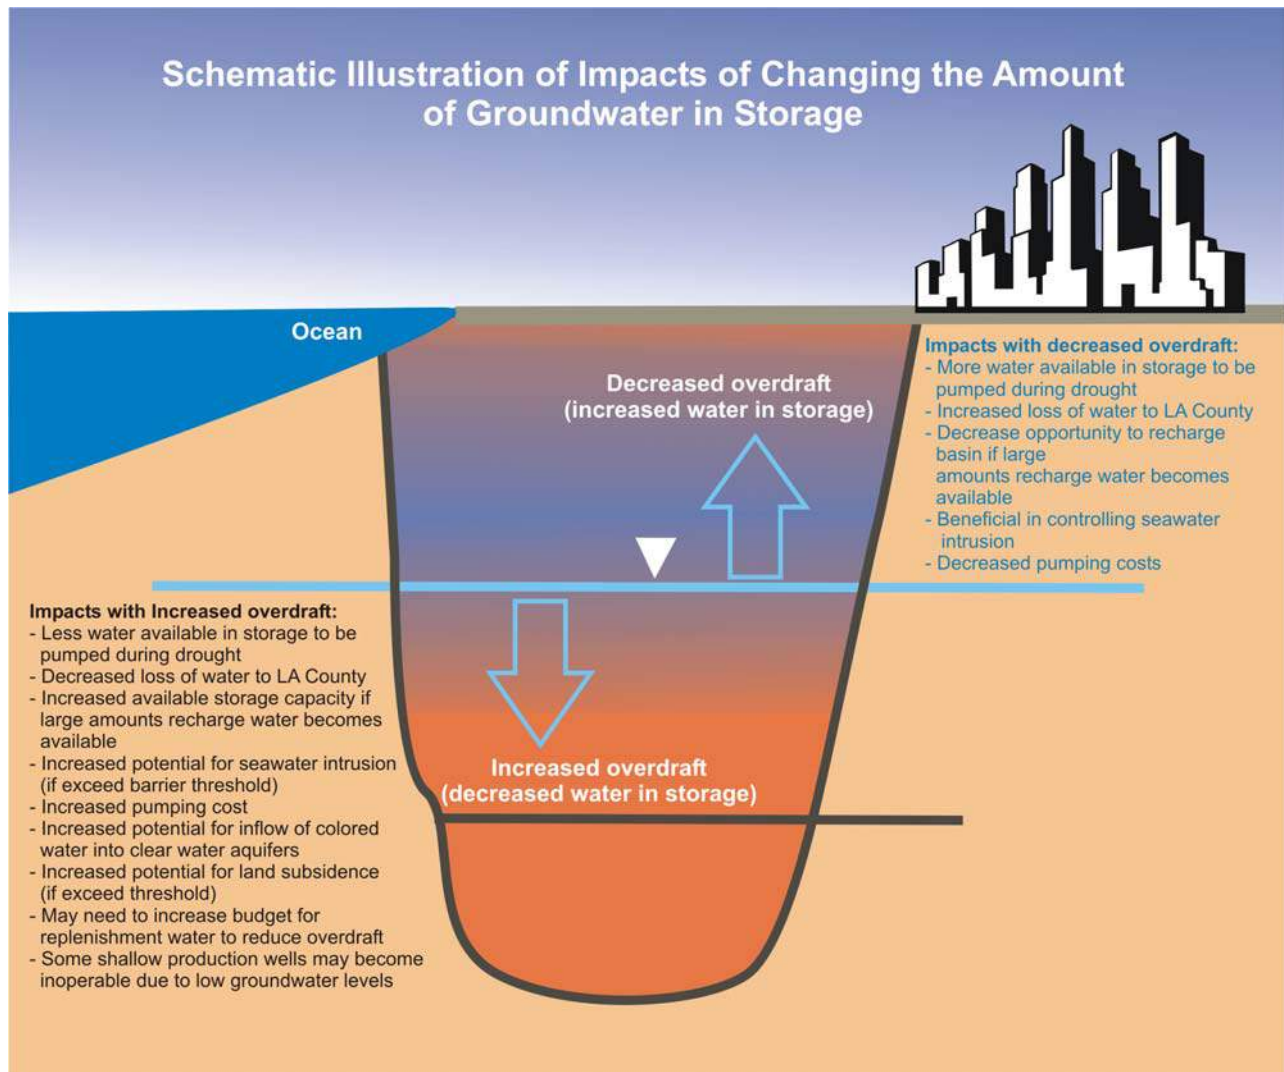 Schematic Illustration of Impacts of Changing the Amount
of Groundwater in Storage
Ocean
Decreased overdraft
(increased water in storage)
Impacts with decreased overdraft:
- More water available in storage to be
pumped during drought
- Increased loss of water to LA County
- Decrease opportunity to recharge
basin if large
amounts recharge water becomes
available
- Beneficial in controlling seawater
intrusion
- Decreased pumping costs
Impacts with Increased overdraft:
- Less water available in storage to be
pumped during drought
- Decreased loss of water to LA County
- Increased available storage capacity if
large amounts recharge water becomes
available
- Increased potential for seawater intrusion
(if exceed barrier threshold)
- Increased pumping cost
- Increased potential for inflow of colored
water into clear water aquifers
- Increased potential for land subsidence
(if exceed threshold)
- May need to increase budget for
replenishment water to reduce overdraft
- Some shallow production wells may become
inoperable due to low groundwater levels
Increased overdraft
(decreased water in storage)